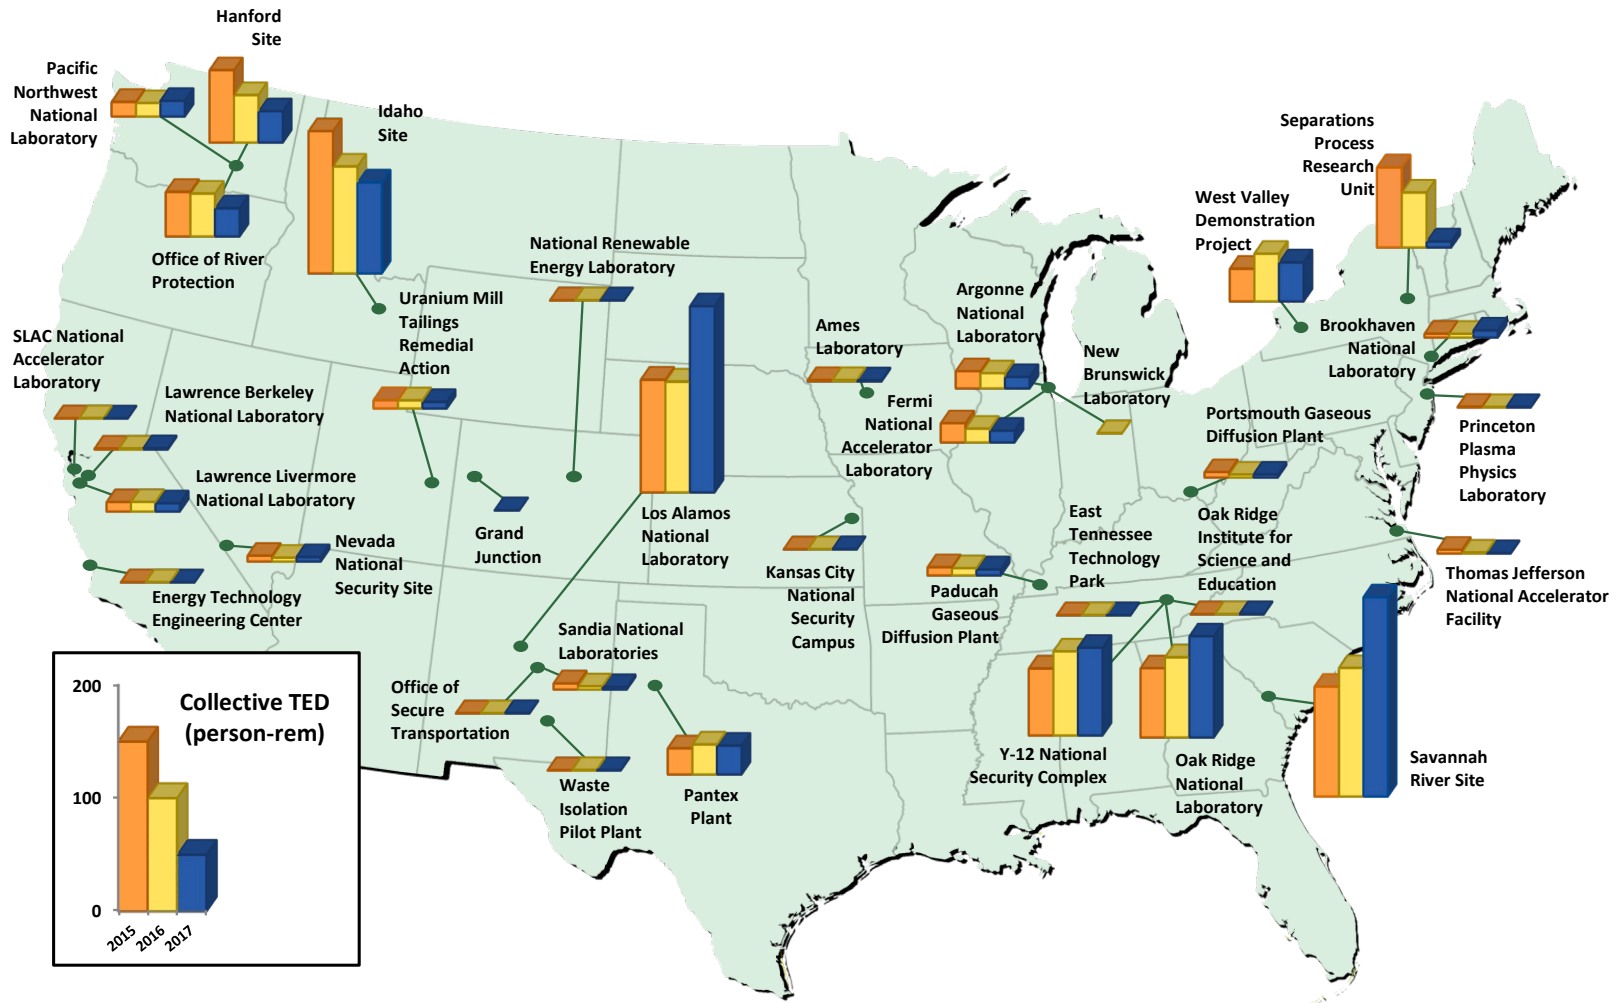 Hanford
Site
Pacific
Northwest
National
Laboratory
Idaho
Site
Office of River
Protection
Separations
Process
Research
Unit
West Valley
Demonstration
Project
National Renewable
Energy Laboratory
Uranium Mill
Tailings
Remedial
Action
SLAC National
Accelerator
Laboratory
Lawrence Berkeley
National Laboratory
Lawrence Livermore
National Laboratory
Ames
Laboratory
Argonne
National
Laboratory
New
Brunswick
Laboratory
Fermi
National
Accelerator
Laboratory
Brookhaven
National
Laboratory
Princeton
Plasma
Physics
Laboratory
Portsmouth Gaseous
Diffusion Plant
Grand
Junction
Los Alamos
National
Laboratory
Nevada
National
Security Site
Energy Technology
Engineering Center
Kansas City
National
Security
Campus
Paducah
Gaseous
Diffusion Plant
East
Tennessee
Technology
Park
Oak Ridge
Institute for
Science and
Education
Thomas Jefferson
National Accelerator
Facility
Sandia National
Laboratories
Office of
Secure
Transportation
Waste
Isolation
Pilot Plant
Pantex
Plant
Y-12 National
Security Complex
Oak Ridge
National
Laboratory
Savannah
River Site
Collective TED
(person-rem)
200
100
0
2015
2016
2017